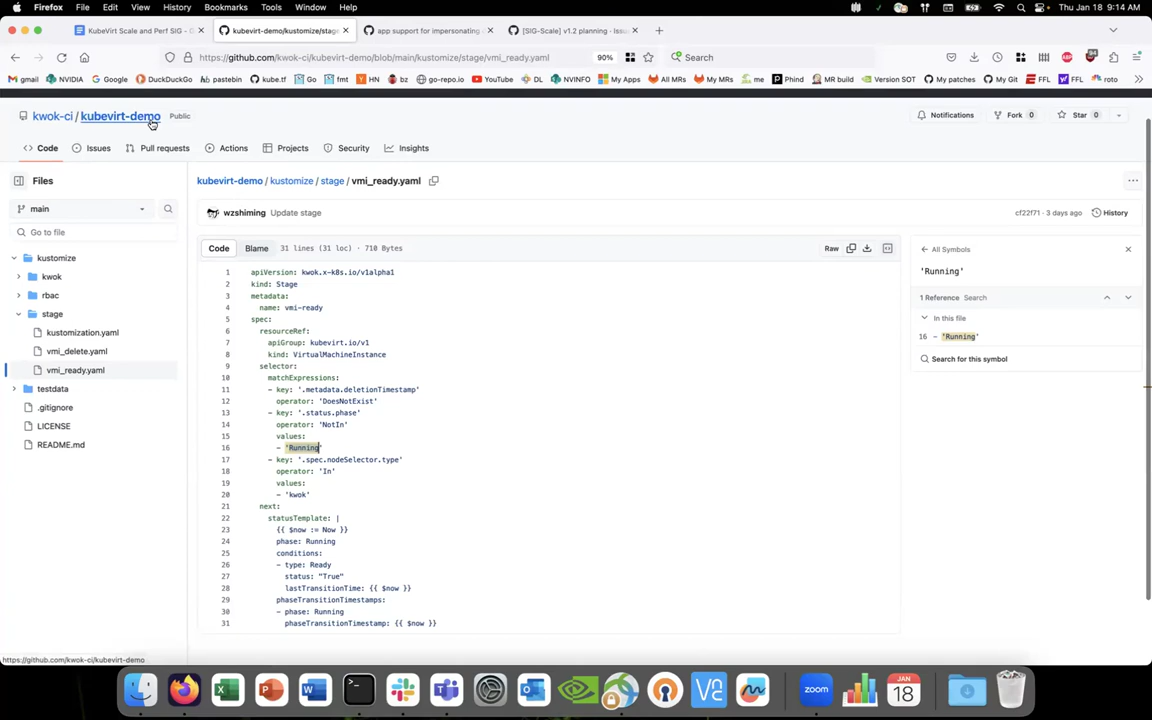 Firefox File Edit View History Bookmarks Tools Window Help Thu Jan 18 9:14 AM
KubeVirt Scale and Perf SIG - kubevirt-demo/kustomize/stage app support for impersonating [SIG-Scale] v1.2 planning · Issu
https://github.com/kwok-ci/kubevirt-demo/blob/main/kustomize/stage/vmi_ready.yaml 90% Search
gmail NVIDIA Google DuckDuckGo pastebin kube.tf Go fmt HN bz go-repo.io YouTube DL NVINFO My Apps All MRs My MRs me Phind MR build Version SOT My patches My Git FFL FFL roto
kwok-ci / kubevirt-demo Public Notifications Fork 0 Star 0
Code Issues Pull requests Actions Projects Security Insights
Files
main
Go to file
kustomize
kwok
rbac
stage
kustomization.yaml
vmi_delete.yaml
vmi_ready.yaml
testdata
.gitignore
LICENSE
README.md
kubevirt-demo / kustomize / stage / vmi_ready.yaml
wzshiming Update stage cf22f71 · 3 days ago History
Code Blame 31 lines (31 loc) · 710 Bytes Raw
1 apiVersion: kwok.x-k8s.io/v1alpha1
2 kind: Stage
3 metadata:
4 name: vmi-ready
5 spec:
6 resourceRef:
7 apiGroup: kubevirt.io/v1
8 kind: VirtualMachineInstance
9 selector:
10 matchExpressions:
11 - key: '.metadata.deletionTimestamp'
12 operator: 'DoesNotExist'
13 - key: '.status.phase'
14 operator: 'NotIn'
15 values:
16 - 'Running'
17 - key: '.spec.nodeSelector.type'
18 operator: 'In'
19 values:
20 - 'kwok'
21 next:
22 statusTemplate: |
23 {{ $now := Now }}
24 phase: Running
25 conditions:
26 - type: Ready
27 status: "True"
28 lastTransitionTime: {{ $now }}
29 phaseTransitionTimestamps:
30 - phase: Running
31 phaseTransitionTimestamp: {{ $now }}
All Symbols
'Running'
1 Reference Search
In this file
16 - 'Running'
Search for this symbol
https://github.com/kwok-ci/kubevirt-demo
zoom
JAN
18